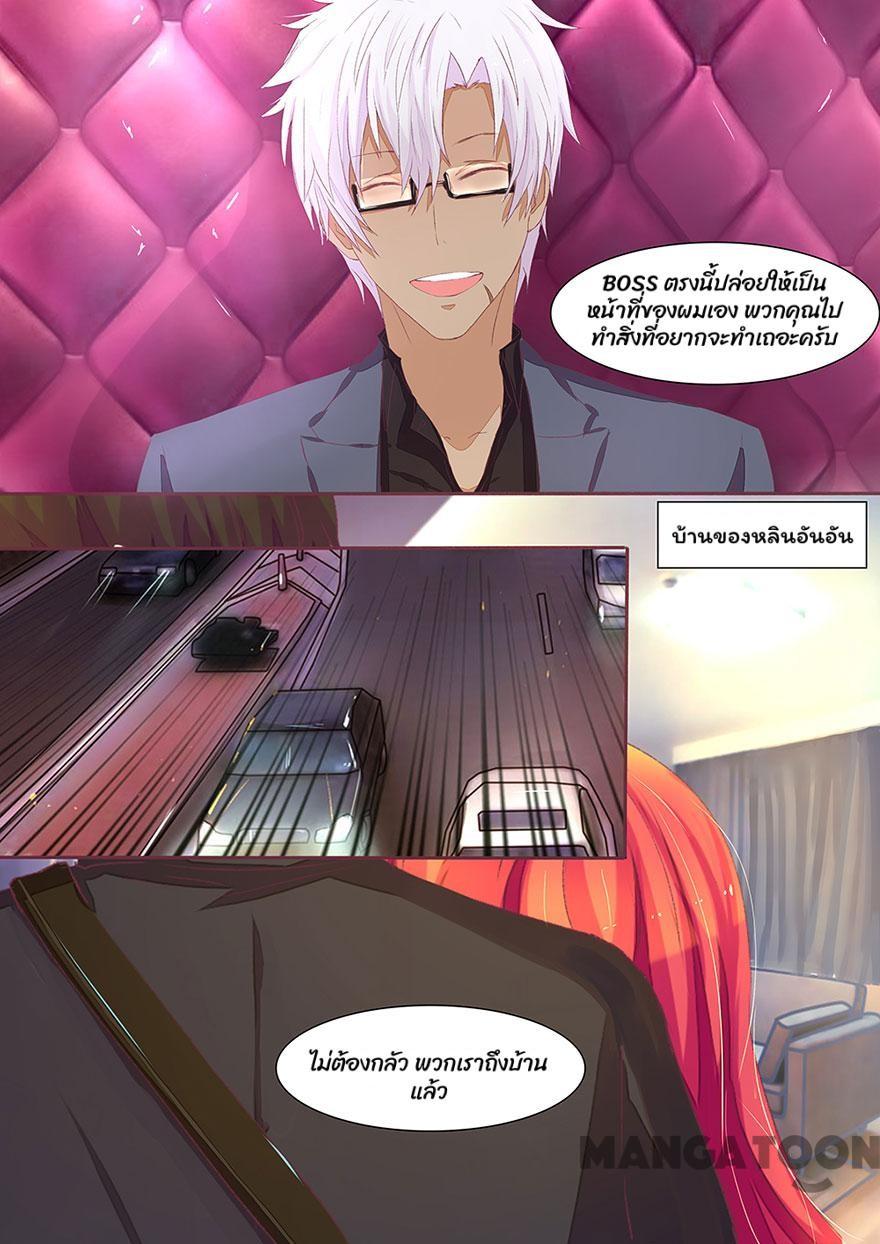 BOSS ตรงนี้ปล่อยให้เป็น
หน้าที่ของผมเอง พวกคุณไป
ทำสิ่งที่อยากจะทำเถอะครับ
บ้านของหลินอันอัน
ไม่ต้องกลัว พวกเราถึงบ้าน
แล้ว
MANGATOON